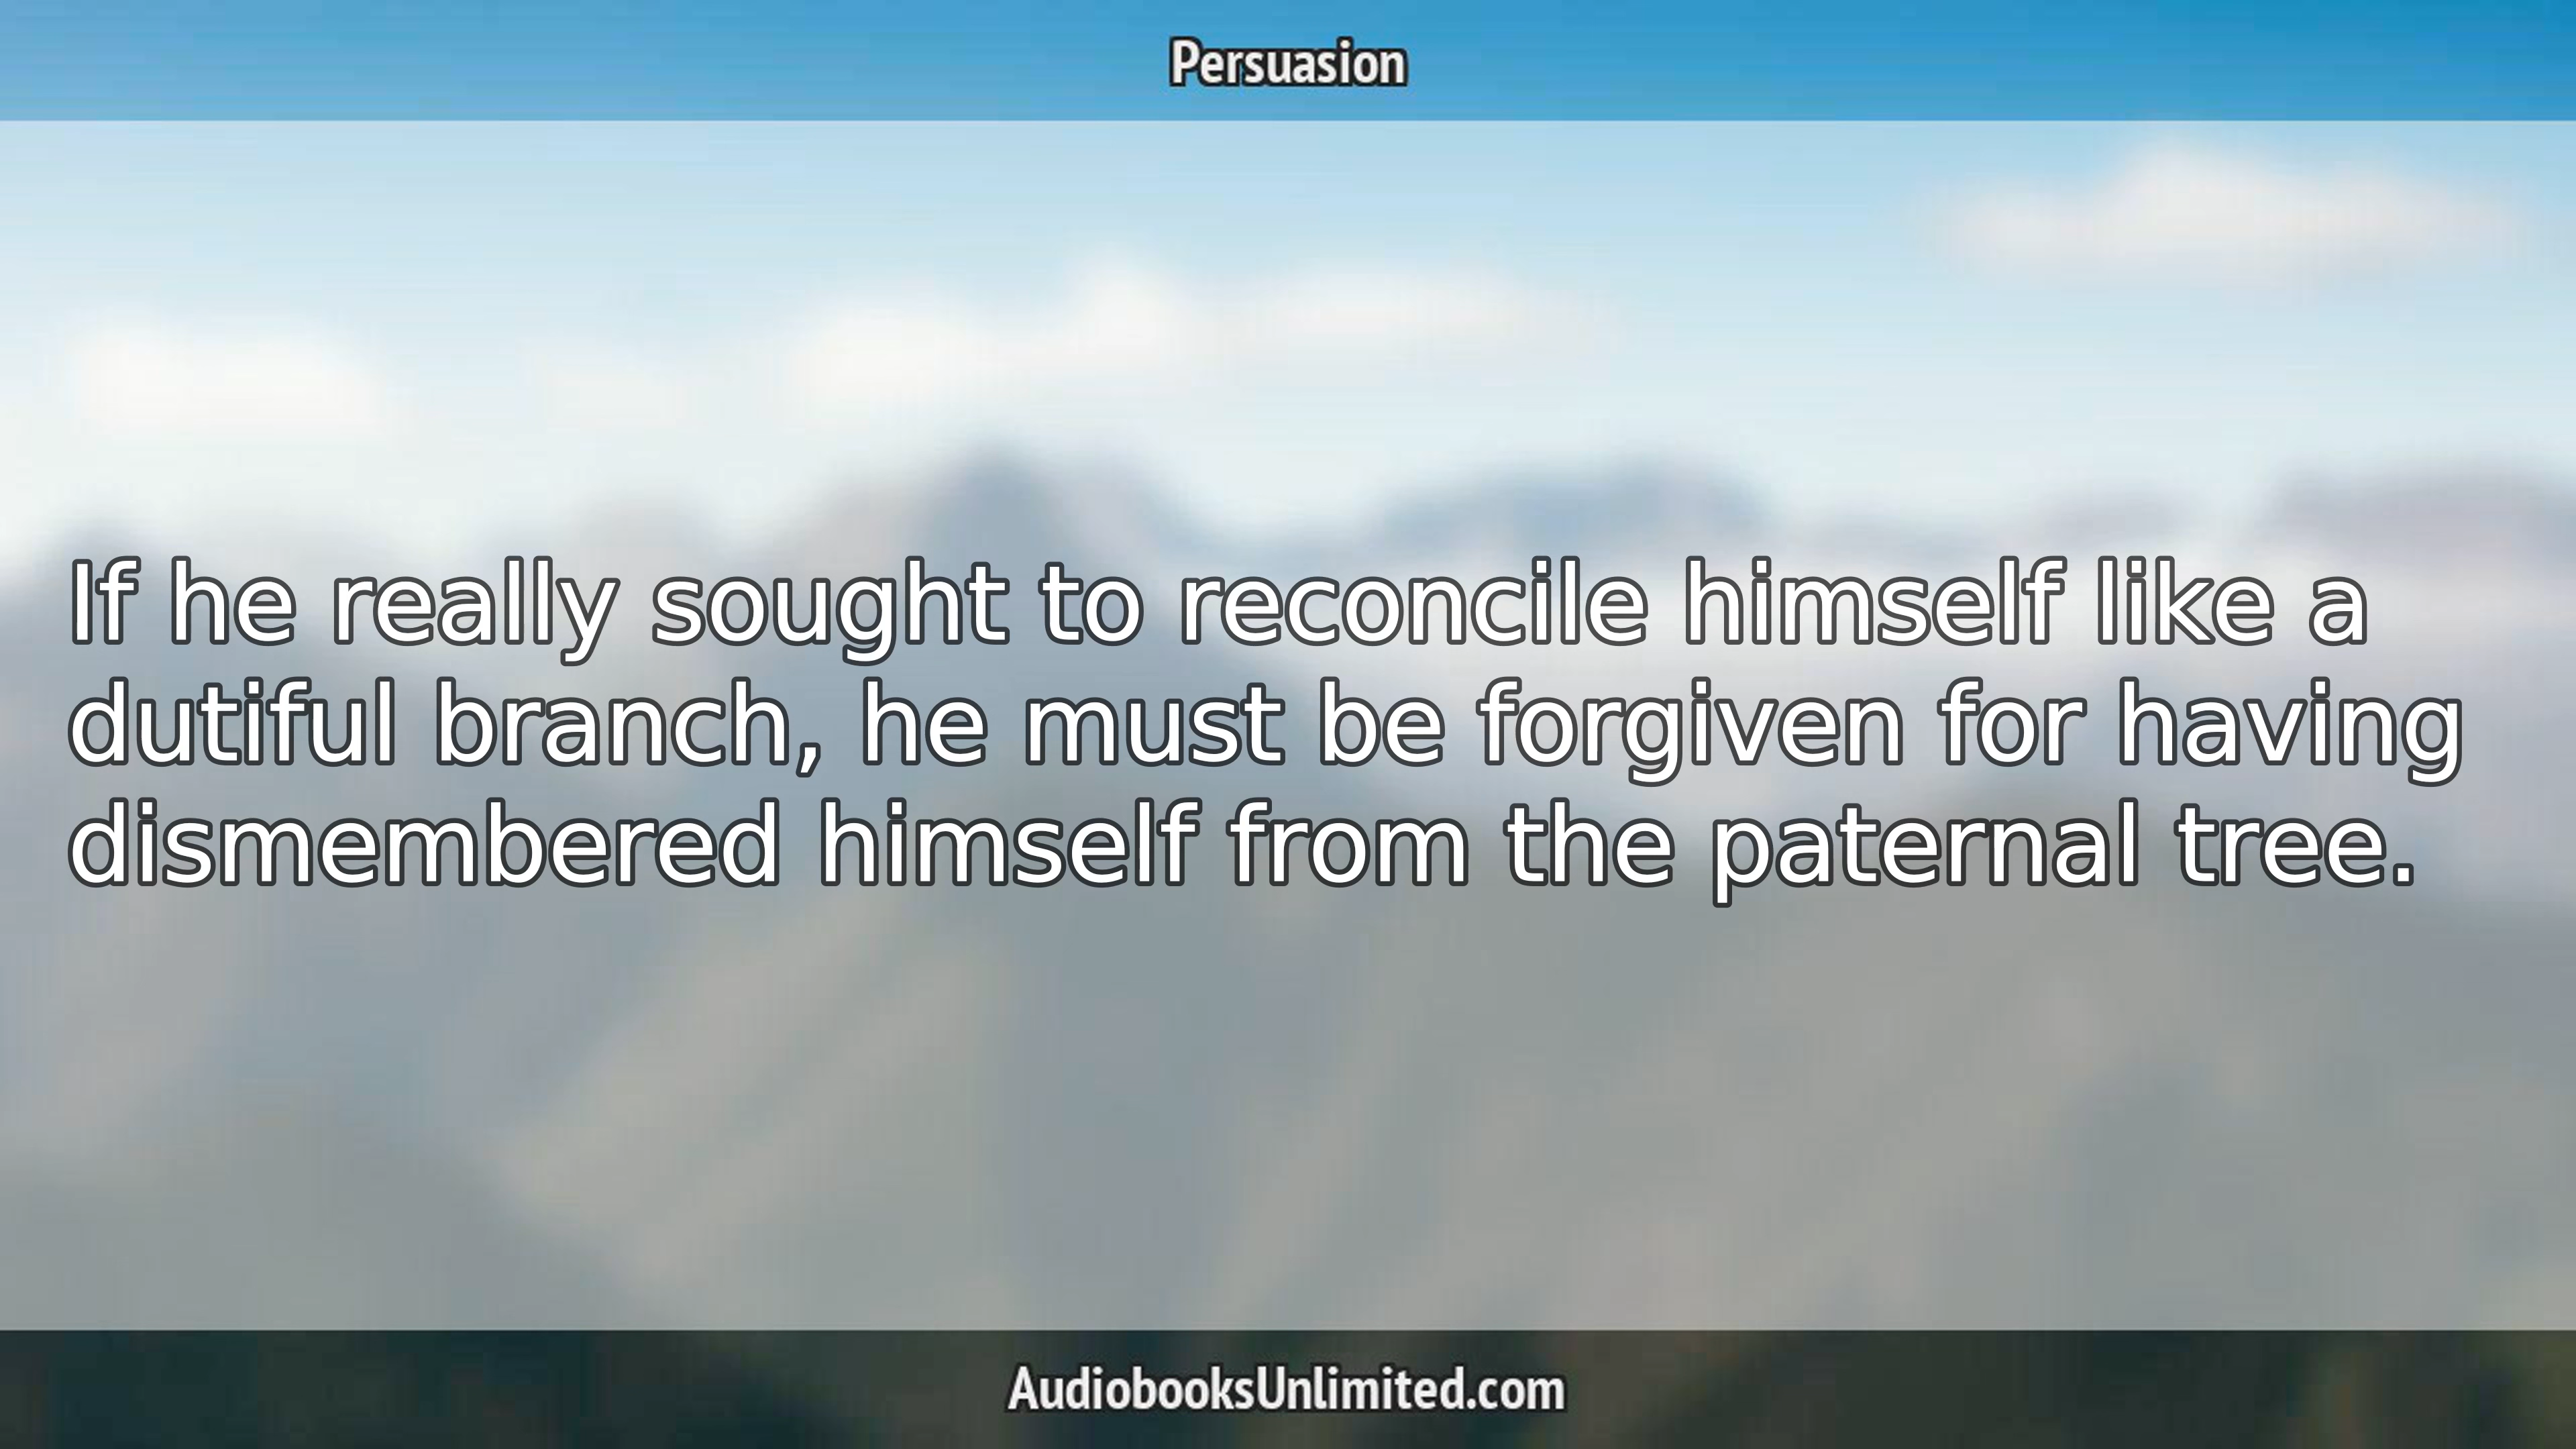 Persuasion
If he really sought to reconcile himself like a
dutiful branch, he must be forgiven for having
dismembered himself from the paternal tree.
AudiobooksUnlimited.com